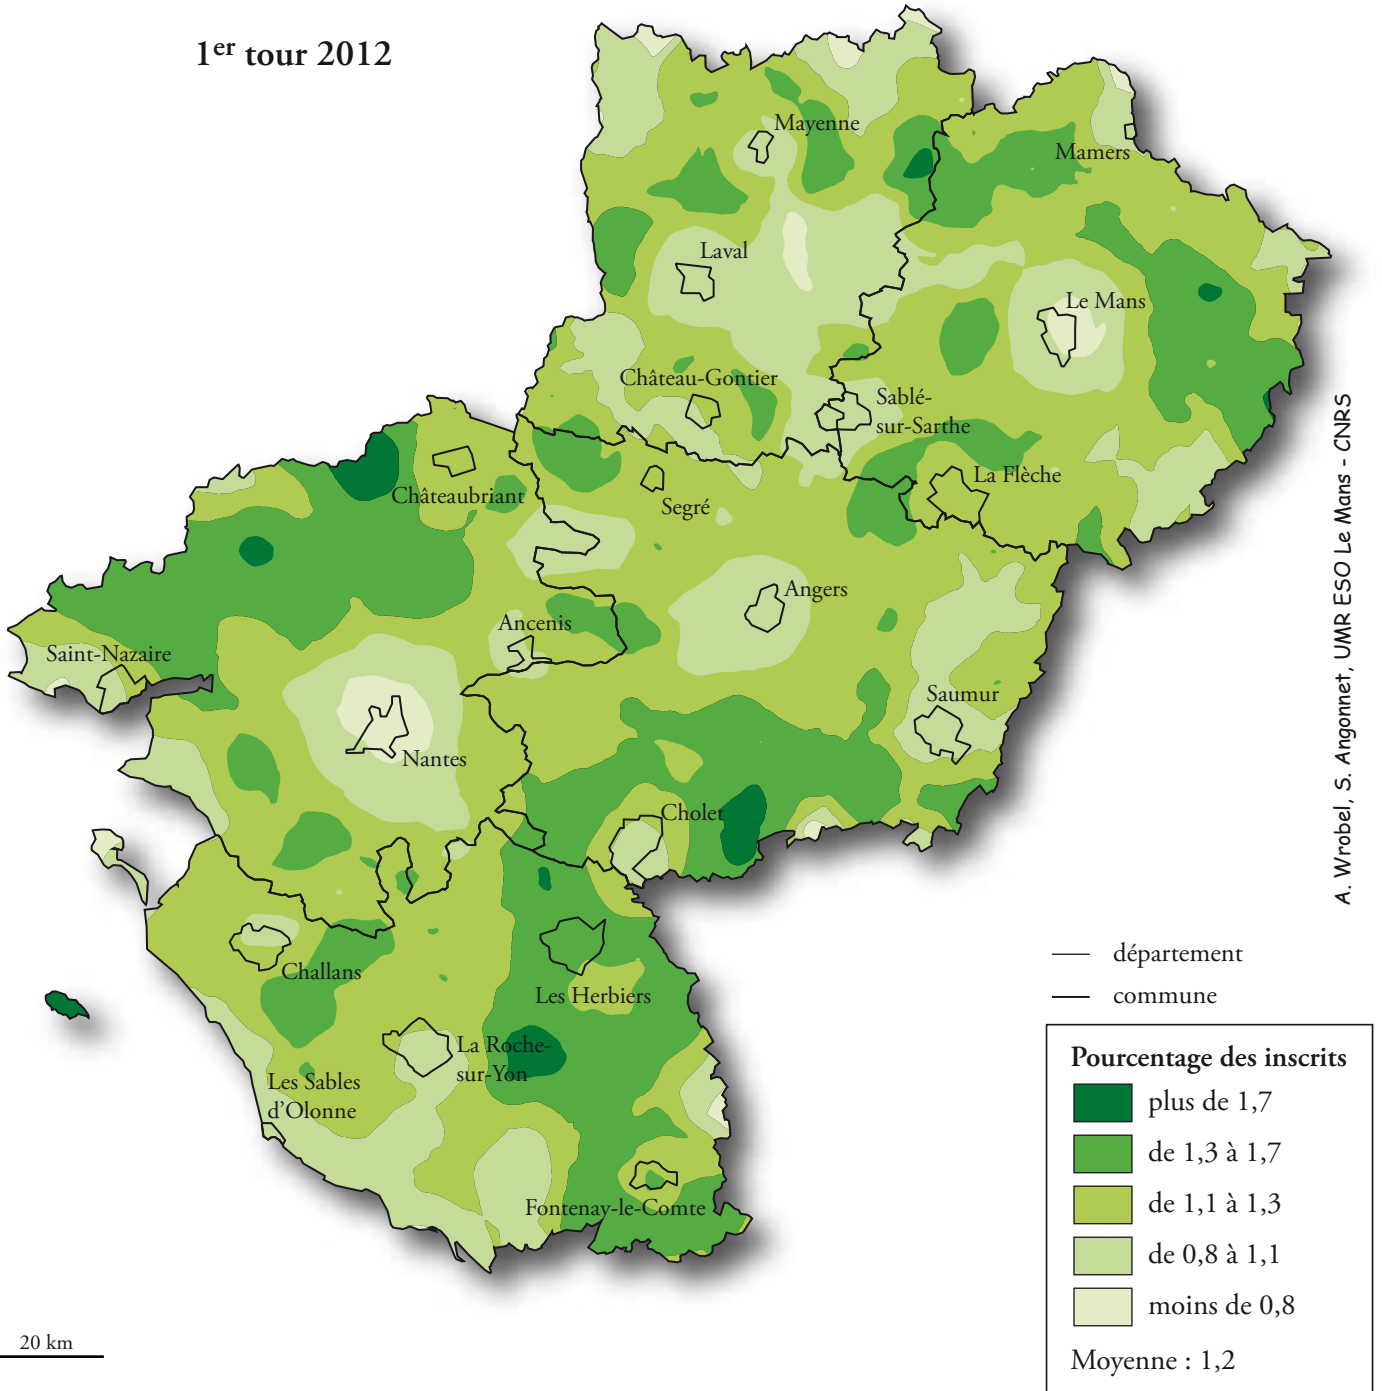 1er tour 2012
Mayenne
Mamers
Laval
Le Mans
Château-Gontier
Sablé-
sur-Sarthe
La Flèche
Châteaubriant
Segré
Angers
Ancenis
Saint-Nazaire
Saumur
Nantes
Cholet
Challans
Les Herbiers
La Roche-
sur-Yon
Les Sables
d'Olonne
Fontenay-le-Comte
A. Wrobel, S. Angonnet, UMR ESO Le Mans - CNRS
département
commune
Pourcentage des inscrits
plus de 1,7
de 1,3 à 1,7
de 1,1 à 1,3
de 0,8 à 1,1
moins de 0,8
Moyenne : 1,2
20 km